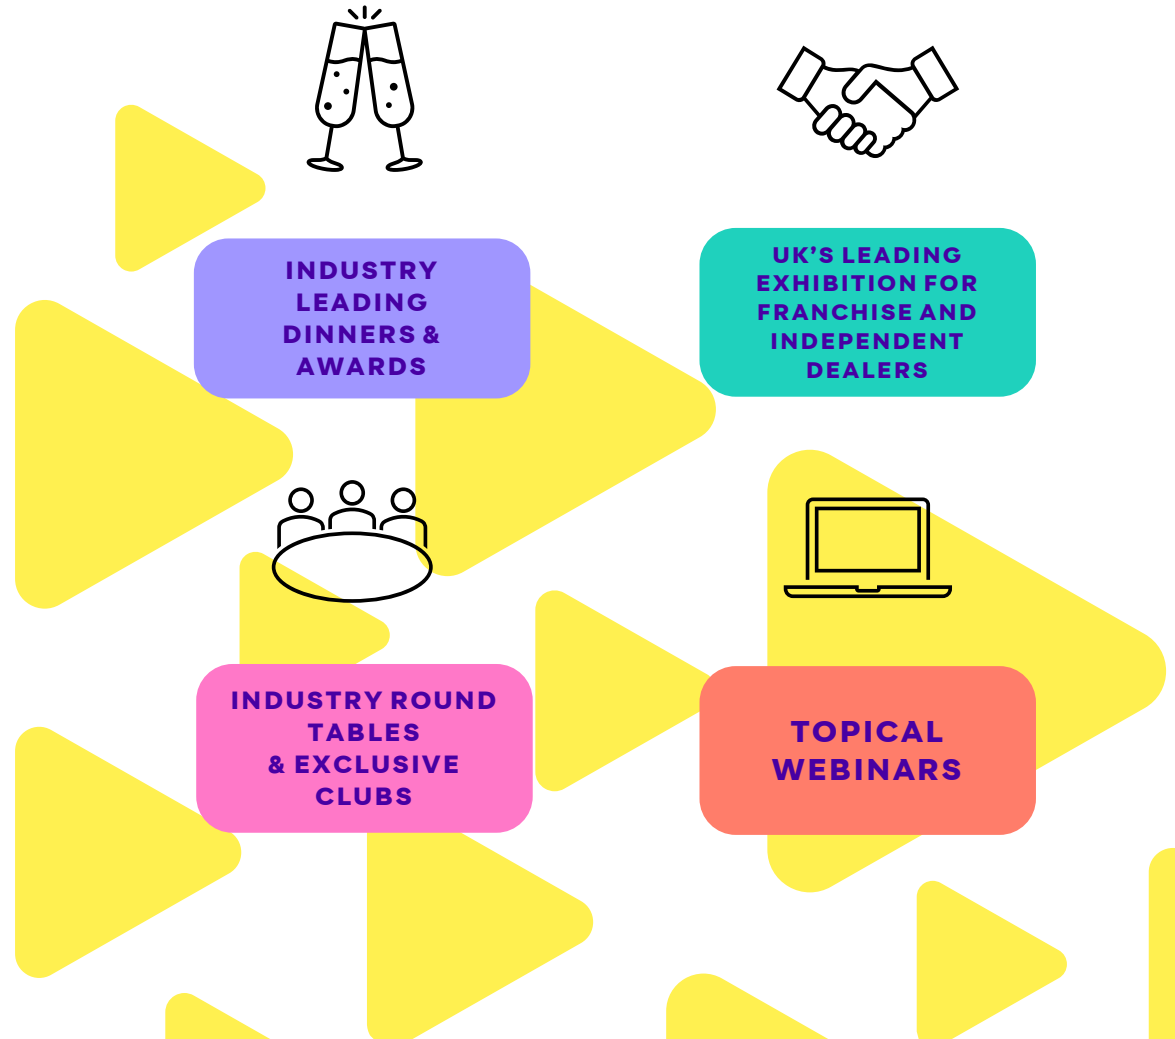 INDUSTRY
LEADING
DINNERS &
AWARDS
UK’S LEADING
EXHIBITION FOR
FRANCHISE AND
INDEPENDENT
DEALERS
INDUSTRY ROUND
TABLES
& EXCLUSIVE
CLUBS
TOPICAL
WEBINARS